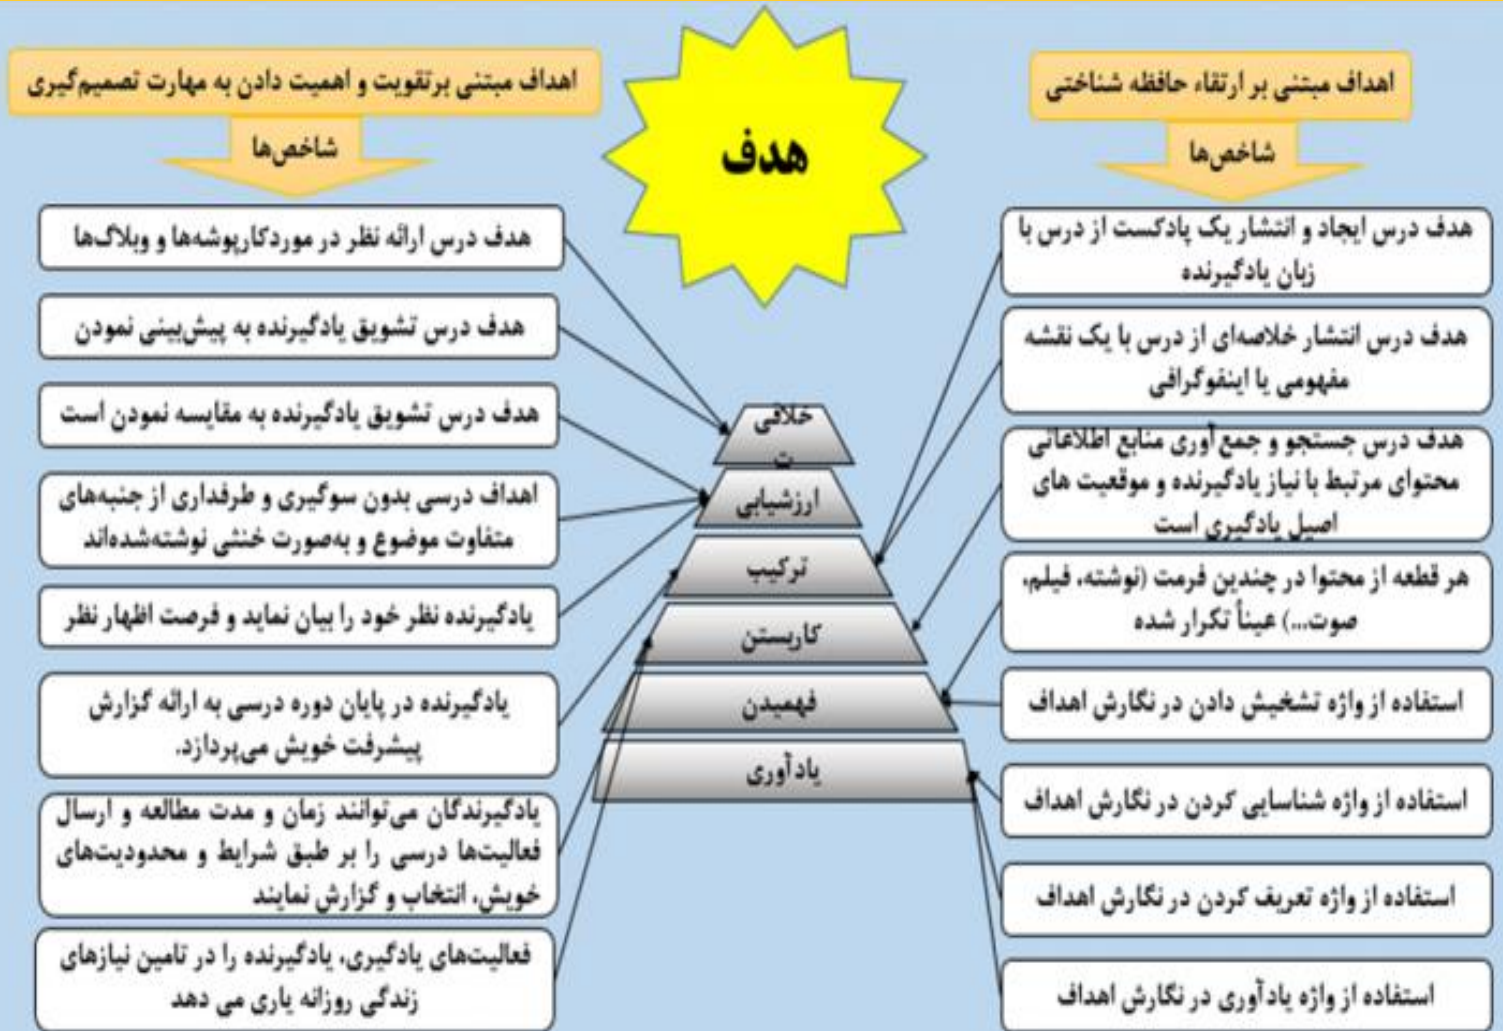 هدف
اهداف مبتنی بر ارتقاء حافظه شناختی
شاخص‌ها
هدف درس ایجاد و انتشار یک پادکست از درس با
زبان یادگیرنده
هدف درس انتشار خلاصه‌ای از درس با یک نقشه
مفهومی یا اینفوگرافی
هدف درس جستجو و جمع‌آوری منابع اطلاعاتی
محتوای مرتبط با نیاز یادگیرنده و موقعیت های
اصیل یادگیری است
هر قطعه از محتوا در چندین فرمت (نوشته، فیلم،
صوت...) عیناً تکرار شده
استفاده از واژه تشخیش دادن در نگارش اهداف
استفاده از واژه شناسایی کردن در نگارش اهداف
استفاده از واژه تعریف کردن در نگارش اهداف
استفاده از واژه یادآوری در نگارش اهداف
خلاقی
ت
ارزشیابی
ترکیب
کاربستن
فهمیدن
یادآوری
اهداف مبتنی برتقویت و اهمیت دادن به مهارت تصمیم‌گیری
شاخص‌ها
هدف درس ارائه نظر در موردکارپوشه‌ها و وبلاگ‌ها
هدف درس تشویق یادگیرنده به پیش‌بینی نمودن
هدف درس تشویق یادگیرنده به مقایسه نمودن است
اهداف درسی بدون سوگیری و طرفداری از جنبه‌های
متفاوت موضوع و به‌صورت خنثی نوشته‌شده‌اند
یادگیرنده نظر خود را بیان نماید و فرصت اظهار نظر
یادگیرنده در پایان دوره درسی به ارائه گزارش
پیشرفت خویش می‌پردازد.
یادگیرندگان می‌توانند زمان و مدت مطالعه و ارسال
فعالیت‌ها درسی را بر طبق شرایط و محدودیت‌های
خویش، انتخاب و گزارش نمایند
فعالیت‌های یادگیری، یادگیرنده را در تامین نیازهای
زندگی روزانه یاری می دهد